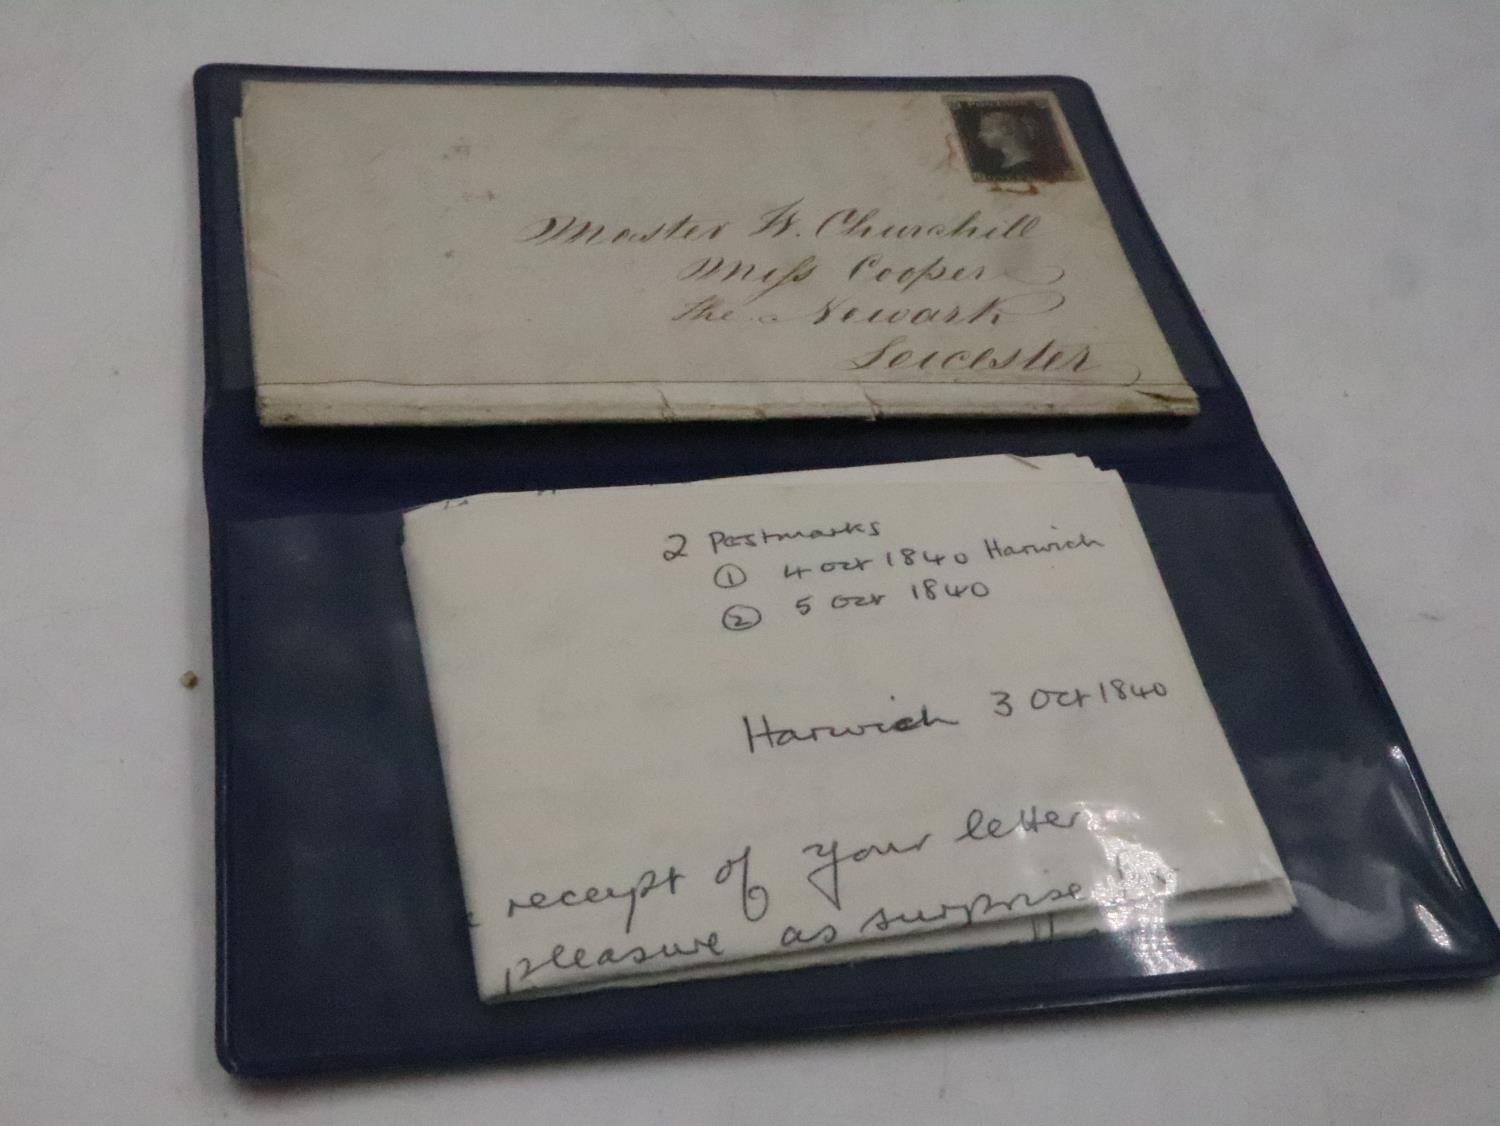 Master W. Churchill
Miss Cooper
The Newark
Leicester
2 Postmarks
① 4 Oct 1840 Harwich
② 5 Oct 1840
Harwich 3 Oct 1840
receipt of your letter
pleasure as surprise